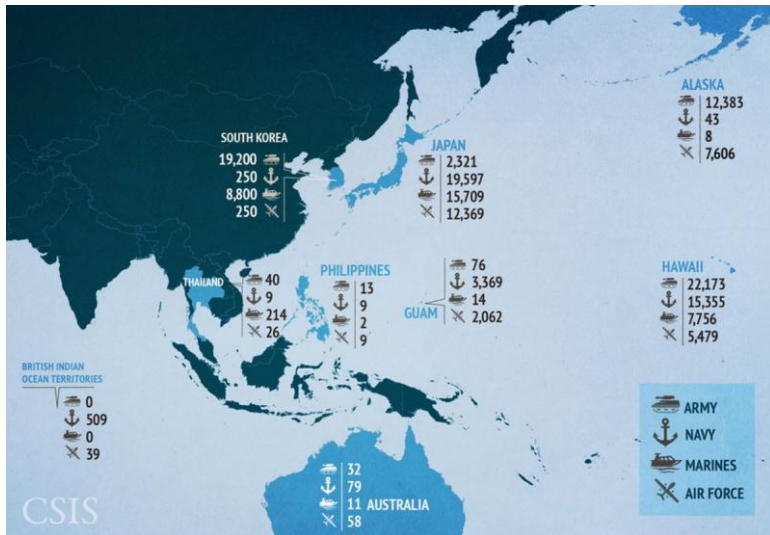 ALASKA
12,383
43
8
7,606
SOUTH KOREA
19,200
250
8,800
250
JAPAN
2,321
19,597
15,709
12,369
THAILAND
40
9
214
26
PHILIPPINES
13
9
2
9
GUAM
76
3,369
14
2,062
HAWAII
22,173
15,355
7,756
5,479
BRITISH INDIAN
OCEAN TERRITORIES
0
509
0
39
AUSTRALIA
32
79
11
58
ARMY
NAVY
MARINES
AIR FORCE
CSIS